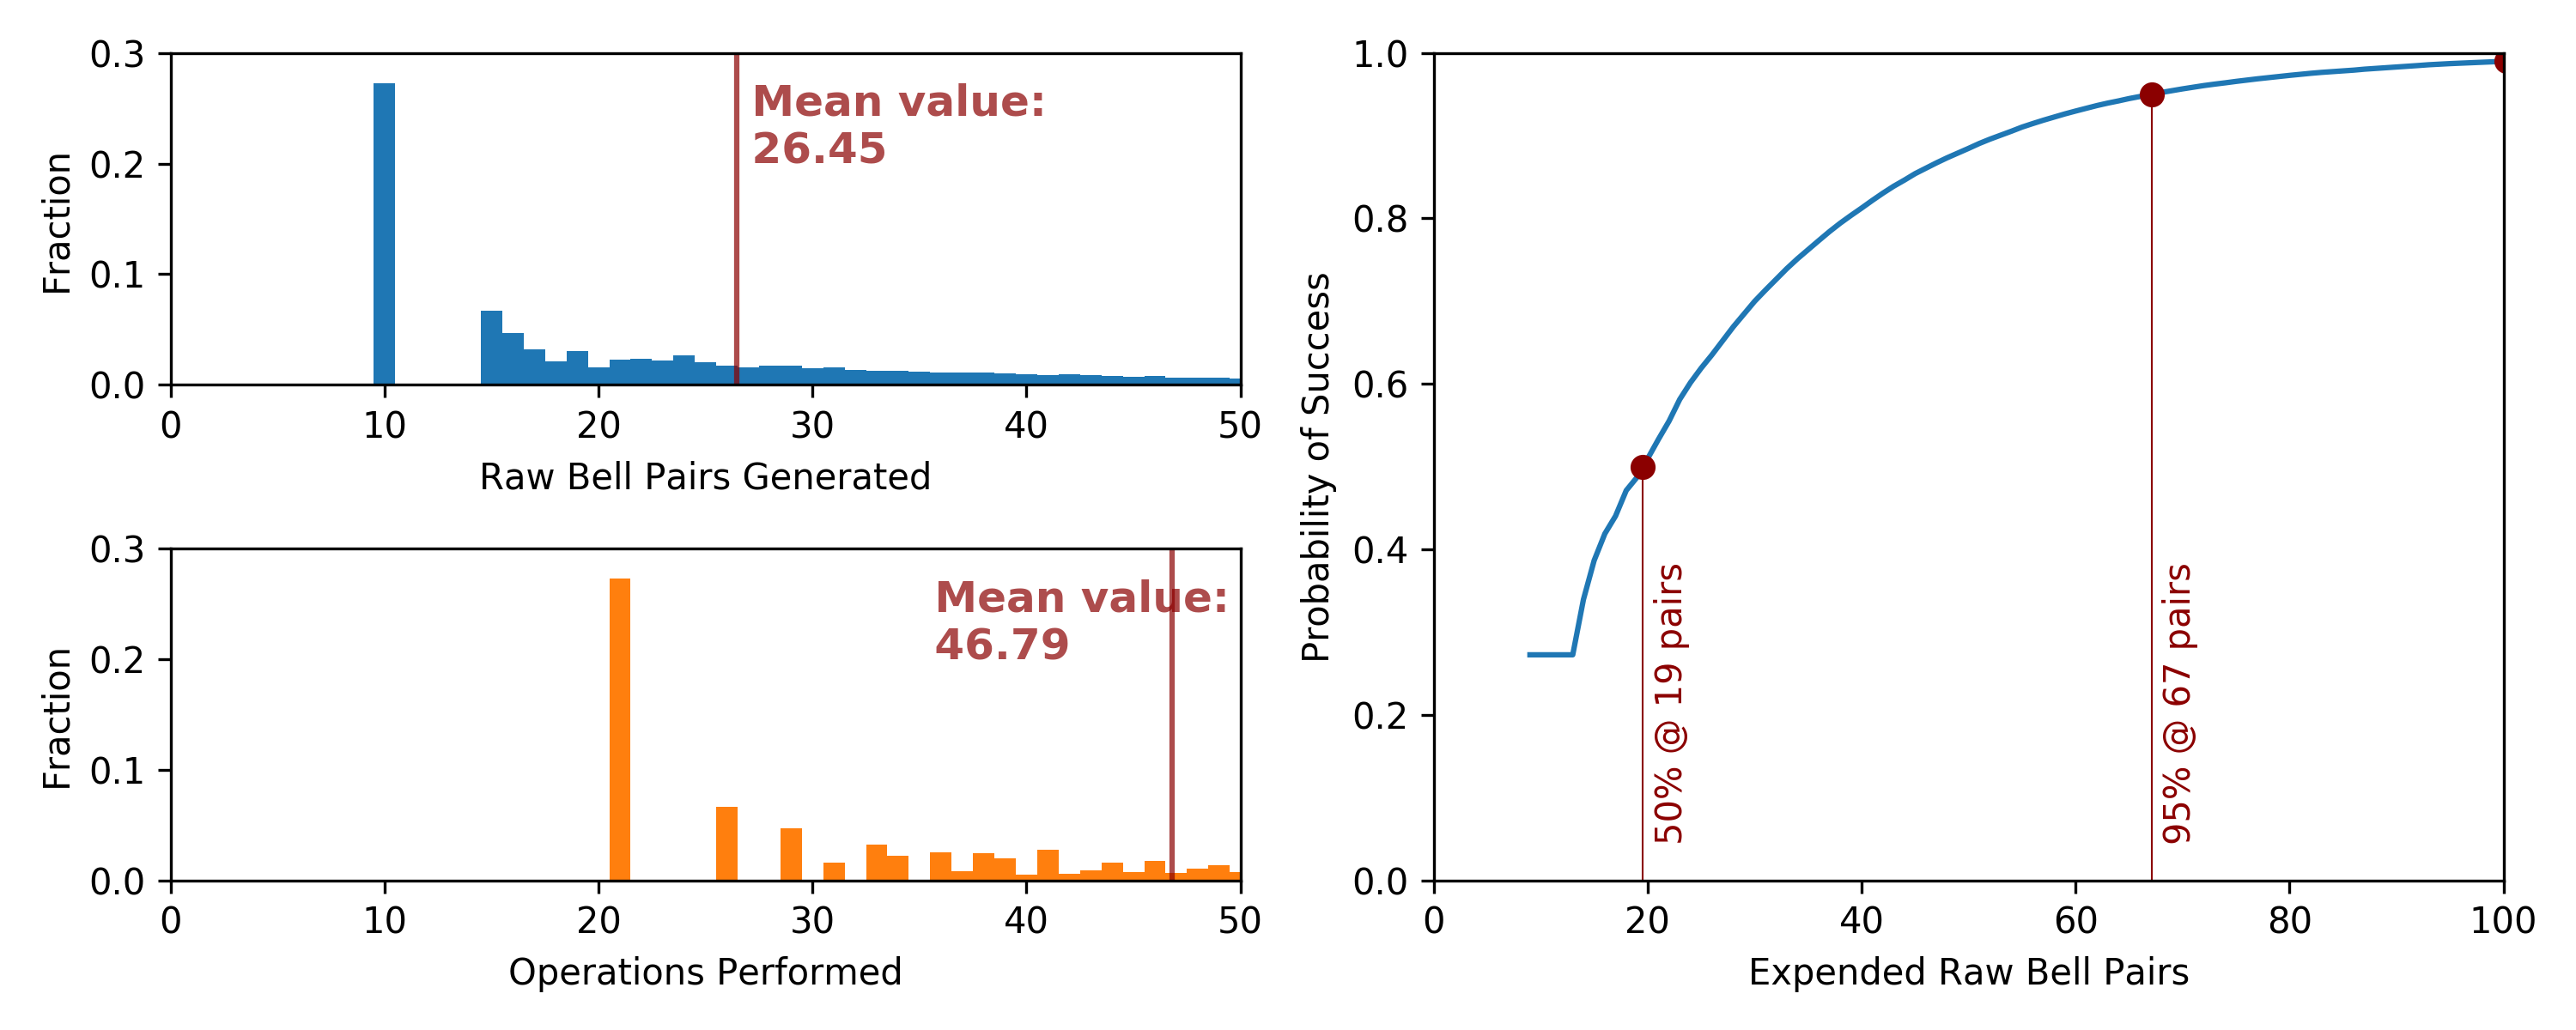 0.3
0.2
0.1
0.0
Fraction
Mean value:
26.45
0 10 20 30 40 50
Raw Bell Pairs Generated
0.3
0.2
0.1
0.0
Fraction
Mean value:
46.79
0 10 20 30 40 50
Operations Performed
1.0
0.8
0.6
0.4
0.2
0.0
Probability of Success
50% @ 19 pairs
95% @ 67 pairs
0 20 40 60 80 100
Expended Raw Bell Pairs